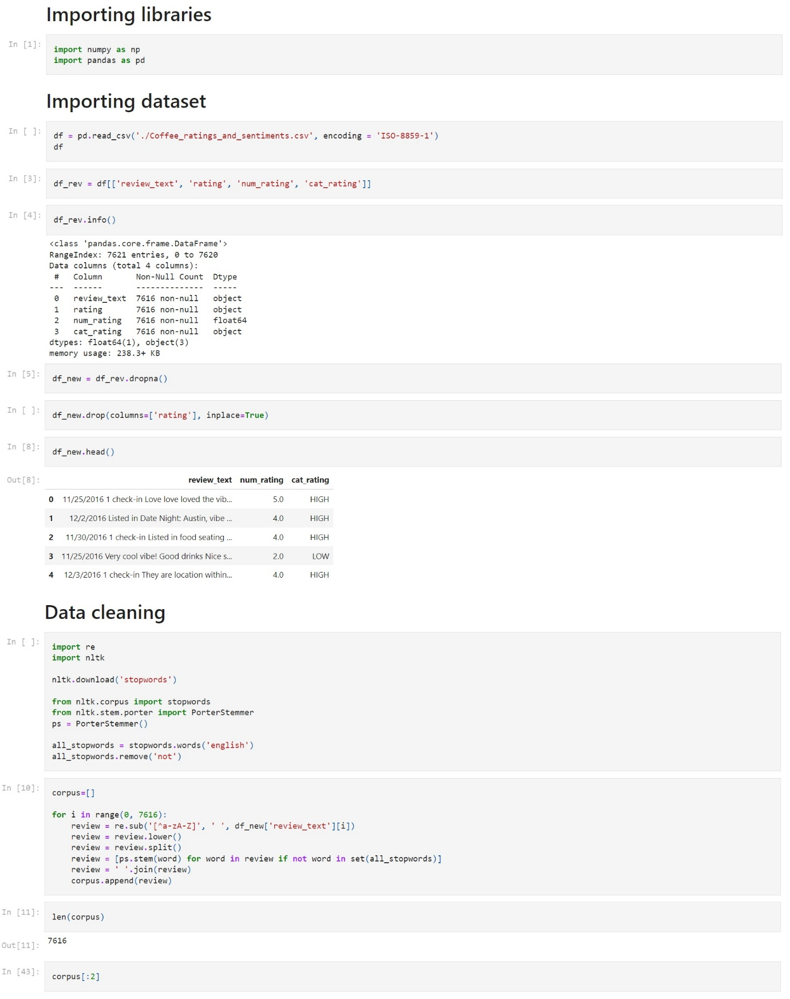 Importing libraries
In [1]:
import numpy as np
import pandas as pd
Importing dataset
In [ ]:
df = pd.read_csv('./Coffee_ratings_and_sentiments.csv', encoding = 'ISO-8859-1')
df
In [3]:
df_rev = df[['review_text', 'rating', 'num_rating', 'cat_rating']]
In [4]:
df_rev.info()
<class 'pandas.core.frame.DataFrame'>
RangeIndex: 7621 entries, 0 to 7620
Data columns (total 4 columns):
 #   Column       Non-Null Count  Dtype
---  ------       --------------  -----
 0   review_text  7616 non-null   object
 1   rating       7616 non-null   object
 2   num_rating   7616 non-null   float64
 3   cat_rating   7616 non-null   object
dtypes: float64(1), object(3)
memory usage: 238.3+ KB
In [5]:
df_new = df_rev.dropna()
In [ ]:
df_new.drop(columns=['rating'], inplace=True)
In [8]:
df_new.head()
Out[8]:
review_text num_rating cat_rating
0 11/25/2016 1 check-in Love love loved the vib... 5.0 HIGH
1 12/2/2016 Listed in Date Night: Austin, vibe ... 4.0 HIGH
2 11/30/2016 1 check-in Listed in food seating ... 4.0 HIGH
3 11/25/2016 Very cool vibe! Good drinks Nice s... 2.0 LOW
4 12/3/2016 1 check-in They are location within... 4.0 HIGH
Data cleaning
In [ ]:
import re
import nltk
nltk.download('stopwords')
from nltk.corpus import stopwords
from nltk.stem.porter import PorterStemmer
ps = PorterStemmer()
all_stopwords = stopwords.words('english')
all_stopwords.remove('not')
In [10]:
corpus=[]
for i in range(0, 7616):
    review = re.sub('[^a-zA-Z]', ' ', df_new['review_text'][i])
    review = review.lower()
    review = review.split()
    review = [ps.stem(word) for word in review if not word in set(all_stopwords)]
    review = ' '.join(review)
    corpus.append(review)
In [11]:
len(corpus)
Out[11]:
7616
In [43]:
corpus[:2]